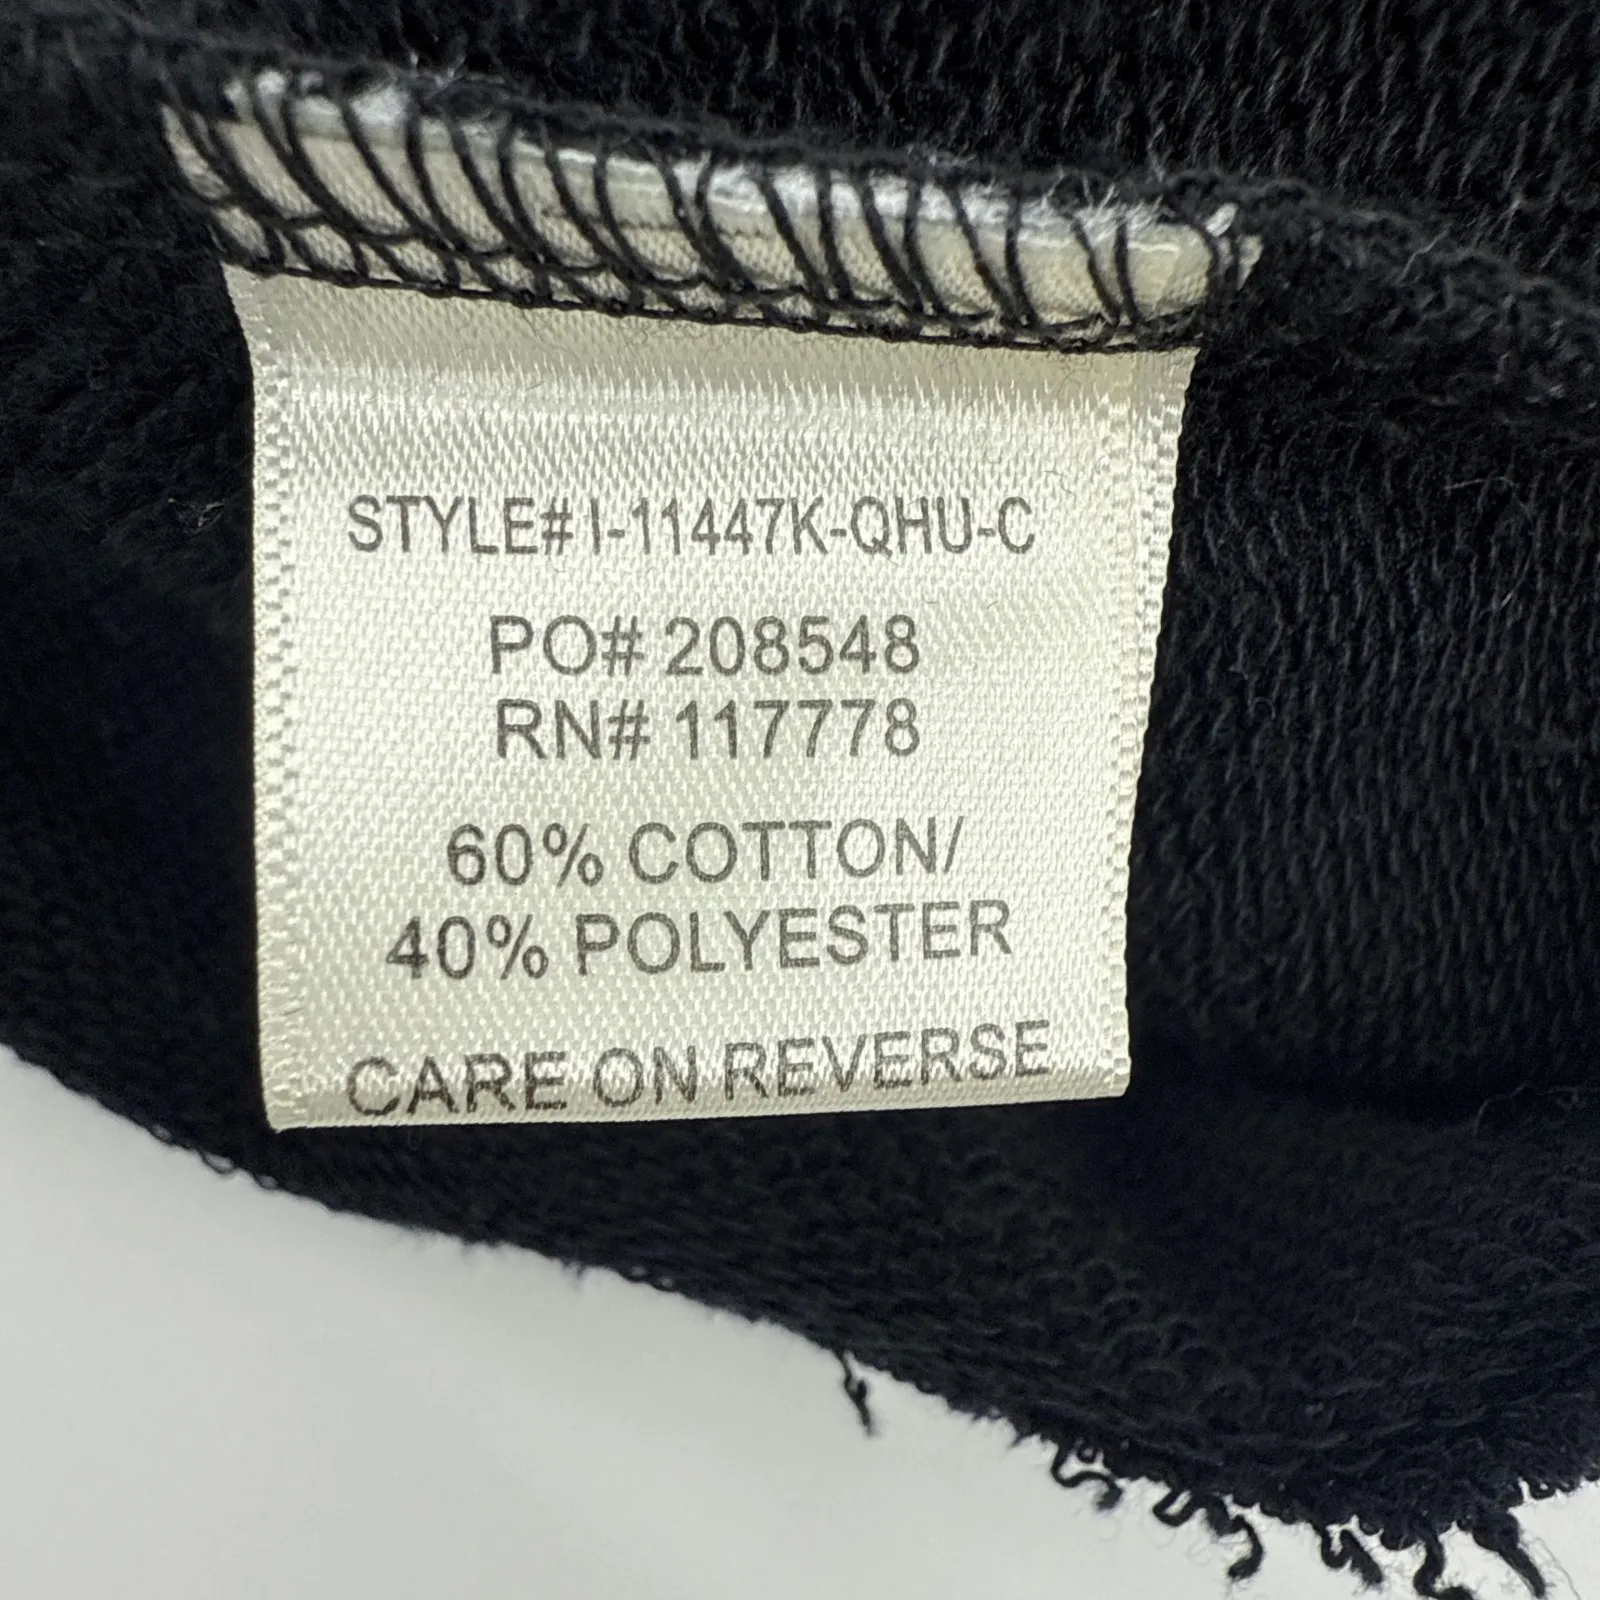 STYLE# I-11447K-QHU-C
PO# 208548
RN# 117778
60% COTTON/
40% POLYESTER
CARE ON REVERSE